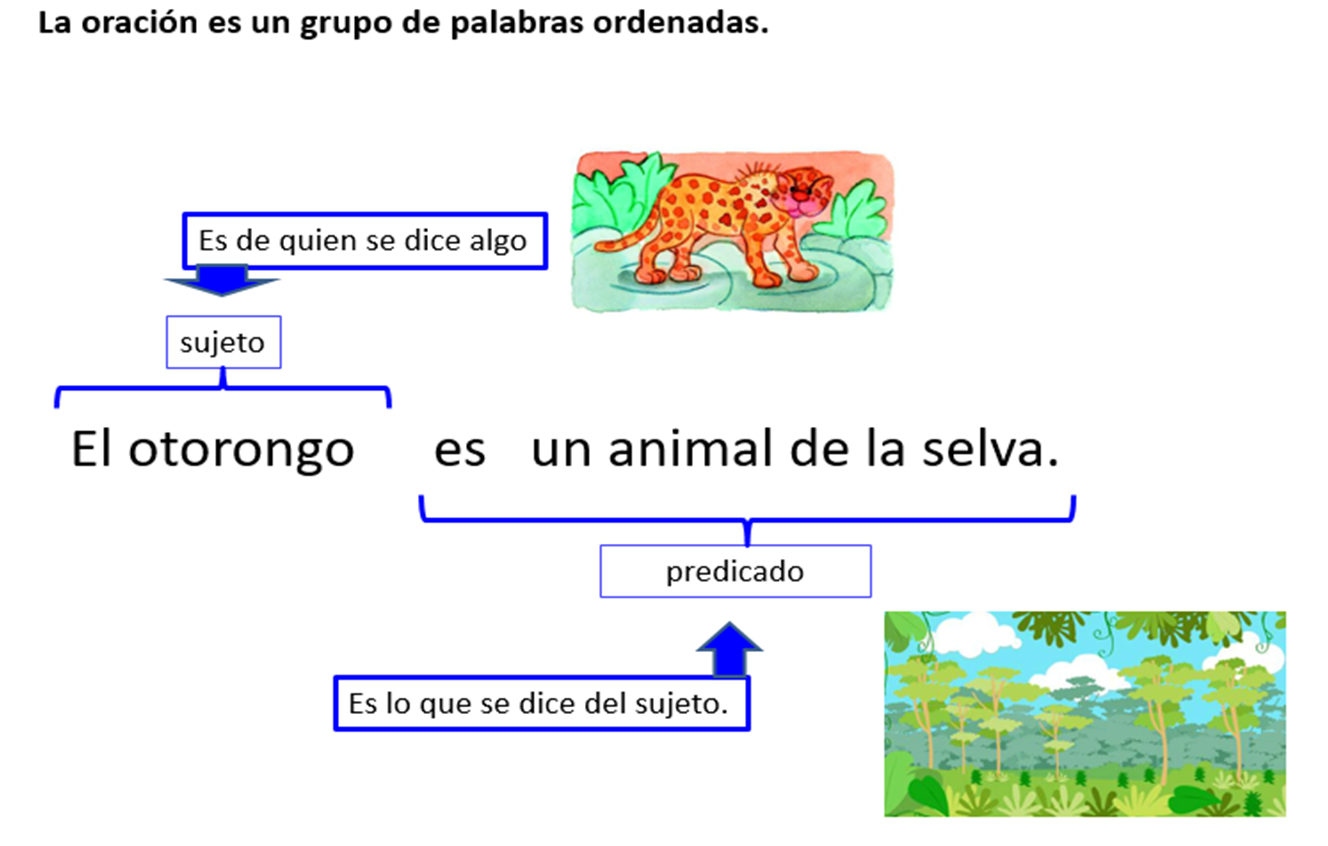 La oración es un grupo de palabras ordenadas.
Es de quien se dice algo
sujeto
El otorongo es un animal de la selva.
predicado
Es lo que se dice del sujeto.